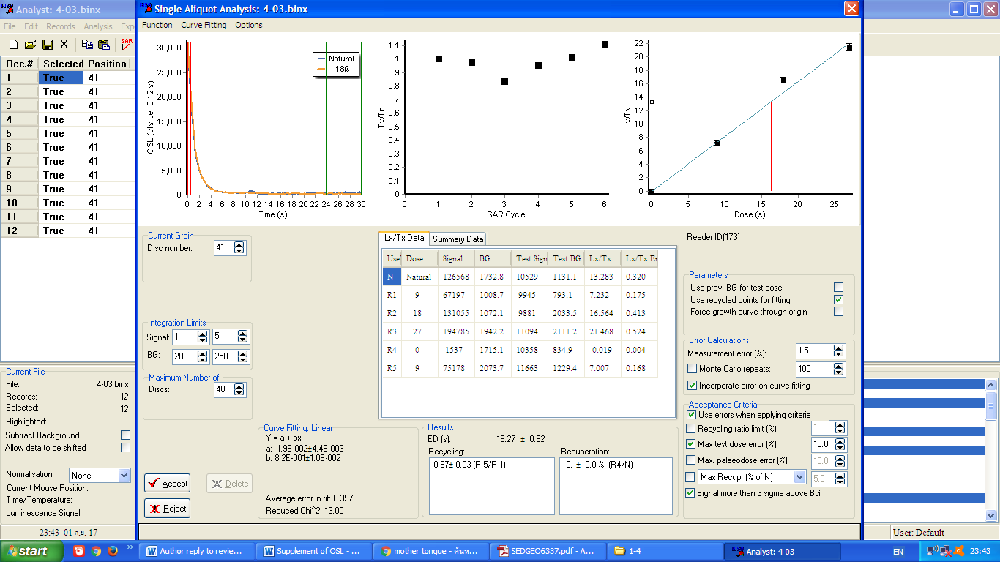 Analyst: 4-03.binx
File Edit Records Analysis Exp
SAR
Rec.# Selected Position
1 True 41
2 True 41
3 True 41
4 True 41
5 True 41
6 True 41
7 True 41
8 True 41
9 True 41
10 True 41
11 True 41
12 True 41
Current File
File: 4-03.binx
Records: 12
Selected: 12
Highlighted: -
Subtract Background
Allow data to be shifted
Normalisation None
Current Mouse Position:
Time/Temperature:
Luminescence Signal:
23:43 01 ก.ย. 17
Single Aliquot Analysis: 4-03.binx
Function Curve Fitting Options
OSL (cts per 0.12 s)
30,000
25,000
20,000
15,000
10,000
5,000
0
0 2 4 6 8 10 12 14 16 18 20 22 24 26 28 30
Time (s)
Natural
18ß
Tx/Tn
1.1
1
0.9
0.8
0.7
0.6
0.5
0.4
0.3
0.2
0.1
0
0 1 2 3 4 5 6
SAR Cycle
Lx/Tx
22
20
18
16
14
12
10
8
6
4
2
0
0 5 10 15 20 25
Dose (s)
Current Grain
Disc number: 41
Integration Limits
Signal: 1 5
BG: 200 250
Maximum Number of:
Discs: 48
Accept Delete
Reject
Lx/Tx Data Summary Data
Use Dose Signal BG Test Sign Test BG Lx/Tx Lx/Tx Er
N Natural 126568 1732.8 10529 1131.1 13.283 0.320
R1 9 67197 1008.7 9945 793.1 7.232 0.175
R2 18 131055 1072.1 9881 2033.5 16.564 0.413
R3 27 194785 1942.2 11094 2111.2 21.468 0.524
R4 0 1537 1715.1 10358 834.9 -0.019 0.004
R5 9 75178 2073.7 11663 1229.4 7.007 0.168
Curve Fitting: Linear
Y = a + bx
a: -1.9E-002±4.4E-003
b: 8.2E-001±1.0E-002
Average error in fit: 0.3973
Reduced Chi^2: 13.00
Results
ED (s): 16.27 ± 0.62
Recycling: Recuperation:
0.97± 0.03 (R 5/R 1) -0.1± 0.0 % (R4/N)
Reader ID(173)
Parameters
Use prev. BG for test dose
Use recycled points for fitting
Force growth curve through origin
Error Calculations
Measurement error (%): 1.5
Monte Carlo repeats: 100
Incorporate error on curve fitting
Acceptance Criteria
Use errors when applying criteria
Recycling ratio limit (%): 10
Max test dose error (%): 10.0
Max. palaeodose error (%): 10.0
Max Recup. (% of N) 5.0
Signal more than 3 sigma above BG
User: Default
start
Author reply to revie...
Supplement of OSL - ...
mother tongue - ค้นห...
SEDGEO6337.pdf - A...
1-4
Analyst: 4-03
EN
23:43